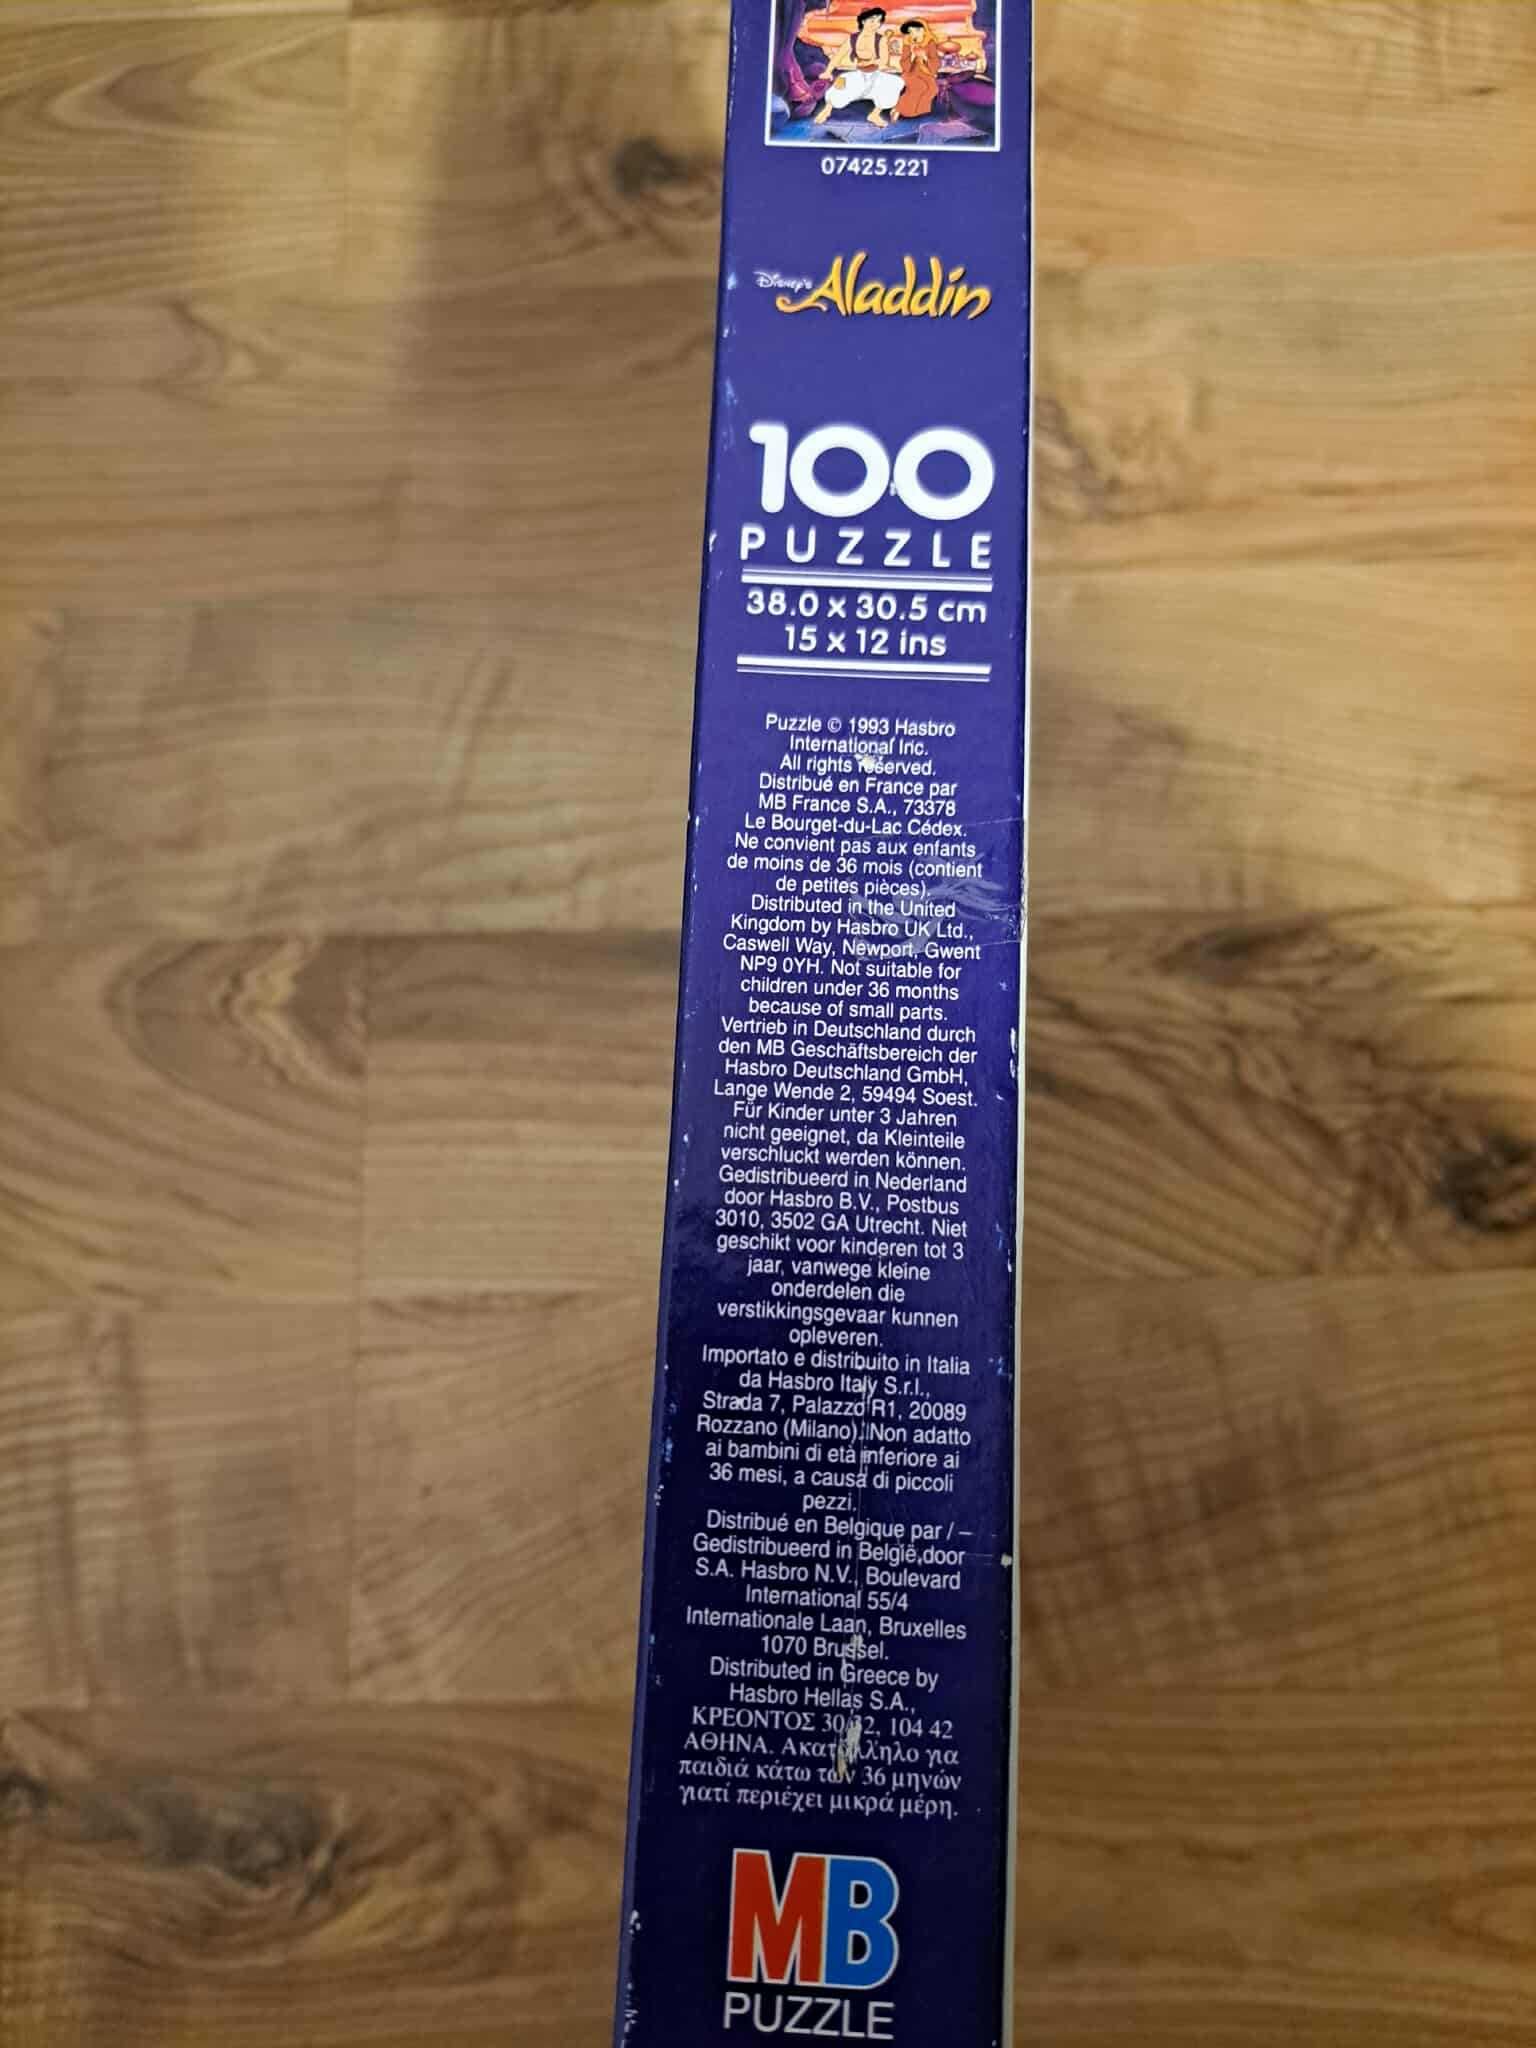 07425.221
Disney's Aladdin
100
PUZZLE
38.0 x 30.5 cm
15 x 12 ins
Puzzle © 1993 Hasbro
International Inc.
All rights reserved.
Distribué en France par
MB France S.A., 73378
Le Bourget-du-Lac Cédex.
Ne convient pas aux enfants
de moins de 36 mois (contient
de petites pièces).
Distributed in the United
Kingdom by Hasbro UK Ltd.,
Caswell Way, Newport, Gwent
NP9 0YH. Not suitable for
children under 36 months
because of small parts.
Vertrieb in Deutschland durch
den MB Geschäftsbereich der
Hasbro Deutschland GmbH,
Lange Wende 2, 59494 Soest.
Für Kinder unter 3 Jahren
nicht geeignet, da Kleinteile
verschluckt werden können.
Gedistribueerd in Nederland
door Hasbro B.V., Postbus
3010, 3502 GA Utrecht. Niet
geschikt voor kinderen tot 3
jaar, vanwege kleine
onderdelen die
verstikkingsgevaar kunnen
opleveren.
Importato e distribuito in Italia
da Hasbro Italy S.r.l.,
Strada 7, Palazzo R1, 20089
Rozzano (Milano). Non adatto
ai bambini di età inferiore ai
36 mesi, a causa di piccoli
pezzi.
Distribué en Belgique par / –
Gedistribueerd in België door
S.A. Hasbro N.V., Boulevard
International 55/4
Internationale Laan, Bruxelles
1070 Brussel.
Distributed in Greece by
Hasbro Hellas S.A.,
ΚΡΕΟΝΤΟΣ 30/32, 104 42
ΑΘΗΝΑ. Ακατάλληλο για
παιδιά κάτω των 36 μηνών
γιατί περιέχει μικρά μέρη.
MB
PUZZLE